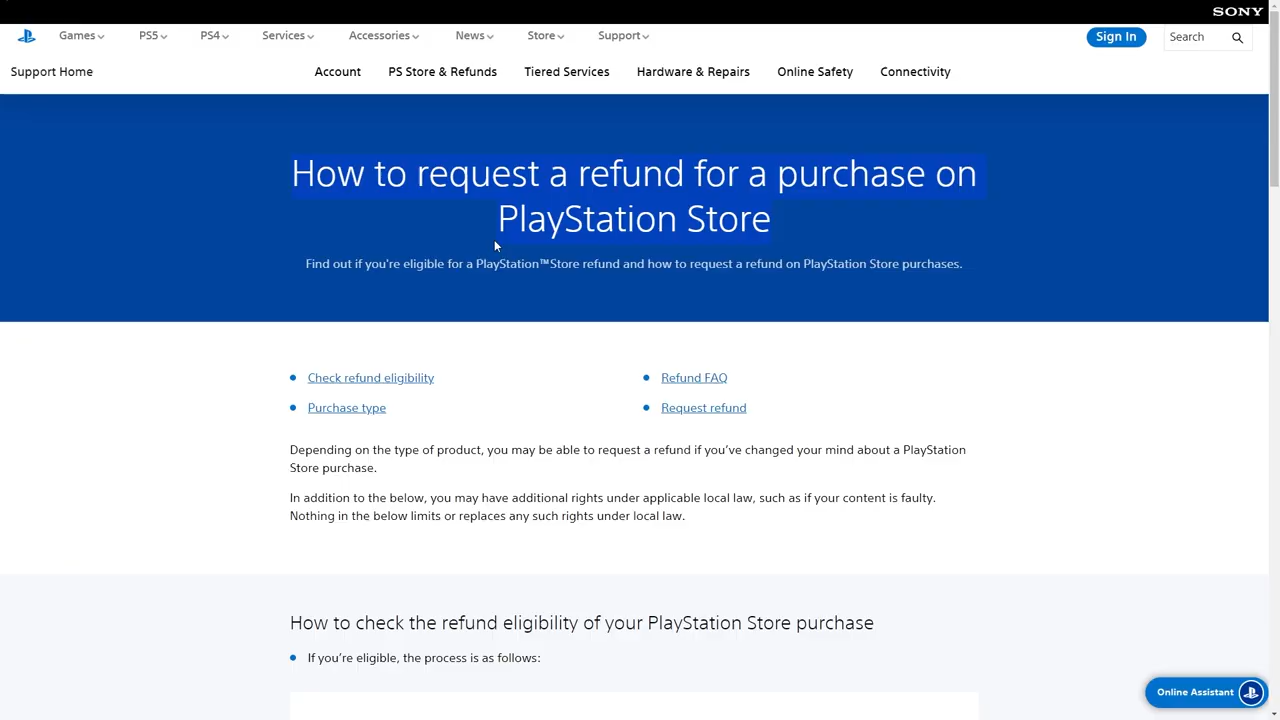 SONY
Games
PS5
PS4
Services
Accessories
News
Store
Support
Sign In
Search
Support Home
Account
PS Store & Refunds
Tiered Services
Hardware & Repairs
Online Safety
Connectivity
How to request a refund for a purchase on
PlayStation Store
Find out if you're eligible for a PlayStation™Store refund and how to request a refund on PlayStation Store purchases.
Check refund eligibility
Refund FAQ
Purchase type
Request refund
Depending on the type of product, you may be able to request a refund if you’ve changed your mind about a PlayStation
Store purchase.
In addition to the below, you may have additional rights under applicable local law, such as if your content is faulty.
Nothing in the below limits or replaces any such rights under local law.
How to check the refund eligibility of your PlayStation Store purchase
If you’re eligible, the process is as follows:
Online Assistant